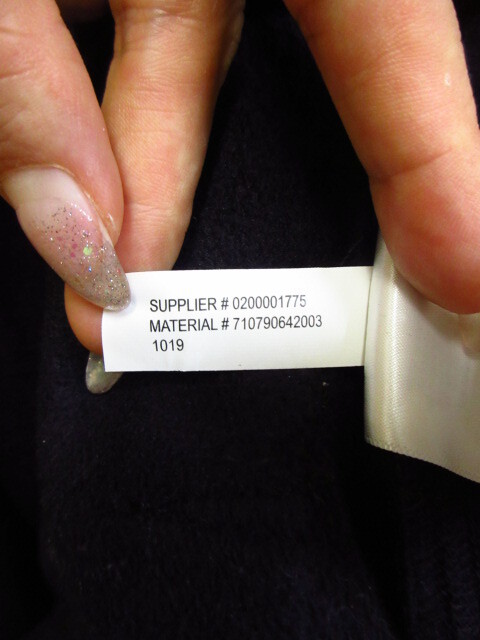 SUPPLIER # 0200001775
MATERIAL # 710790642003
1019